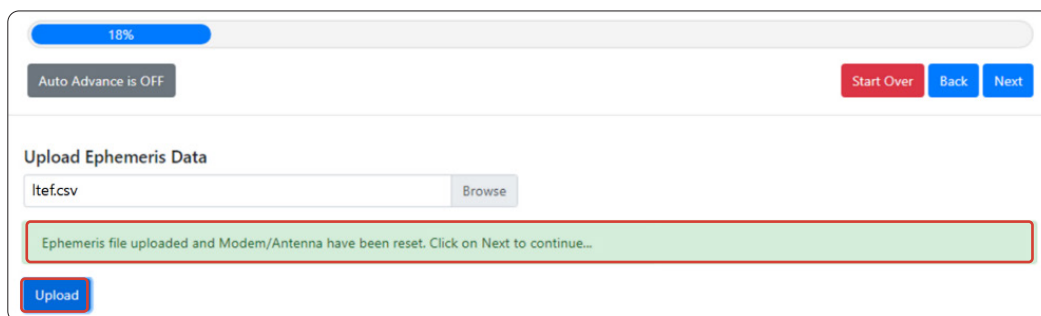 18%
Auto Advance is OFF
Start Over Back Next
Upload Ephemeris Data
ltef.csv Browse
Ephemeris file uploaded and Modem/Antenna have been reset. Click on Next to continue...
Upload